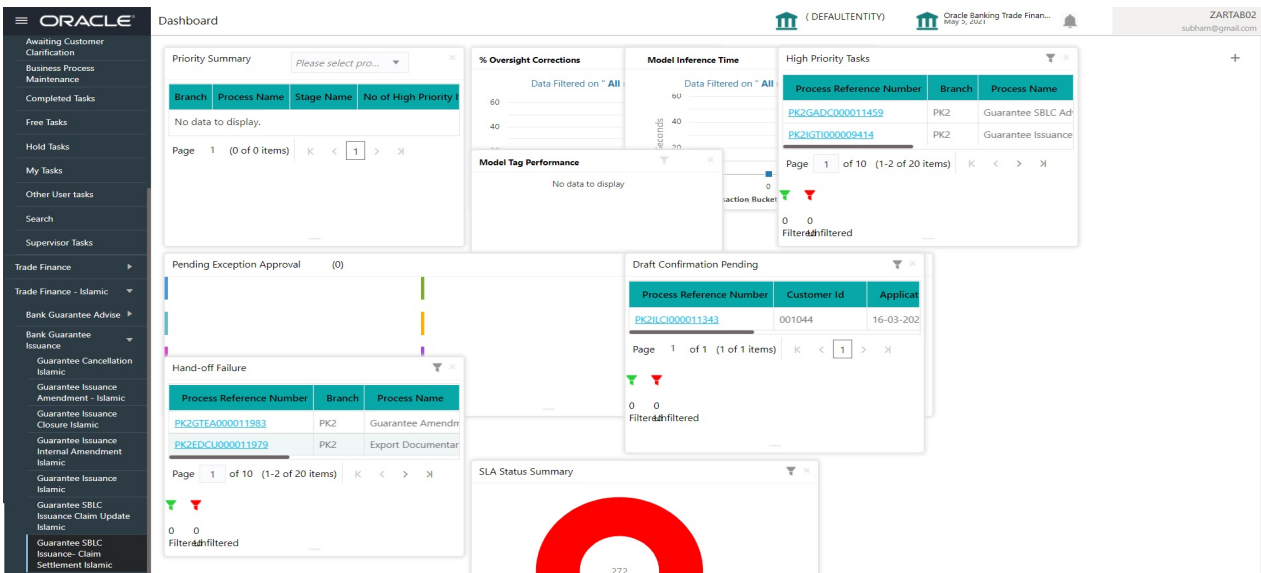 ORACLE
Dashboard
( DEFAULTENTITY)
Oracle Banking Trade Finan...
May 5, 2021
ZARTAB02
subham@gmail.com
Awaiting Customer
Clarification
Business Process
Maintenance
Completed Tasks
Free Tasks
Hold Tasks
My Tasks
Other User tasks
Search
Supervisor Tasks
Trade Finance
Trade Finance - Islamic
Bank Guarantee Advise
Bank Guarantee
Issuance
Guarantee Cancellation
Islamic
Guarantee Issuance
Amendment - Islamic
Guarantee Issuance
Closure Islamic
Guarantee Issuance
Internal Amendment
Islamic
Guarantee Issuance
Islamic
Guarantee SBLC
Issuance Claim Update
Islamic
Guarantee SBLC
Issuance- Claim
Settlement Islamic
Priority Summary
Please select pro...
Branch Process Name Stage Name No of High Priority
No data to display.
Page 1 (0 of 0 items) 1
% Oversight Corrections
Data Filtered on " All
60
40
Model Inference Time
Data Filtered on " All
60
40
20
0
Model Tag Performance
No data to display
High Priority Tasks
Process Reference Number Branch Process Name
PK2GADC000011459 PK2 Guarantee SBLC Ad
PK2IGTI000009414 PK2 Guarantee Issuance
Page 1 of 10 (1-2 of 20 items)
0 0
Filtered Unfiltered
Pending Exception Approval (0)
Draft Confirmation Pending
Process Reference Number Customer Id Applicat
PK2ILCI000011343 001044 16-03-202
Page 1 of 1 (1 of 1 items) 1
0 0
Filtered Unfiltered
Hand-off Failure
Process Reference Number Branch Process Name
PK2GTEA000011983 PK2 Guarantee Amendm
PK2EDCU000011979 PK2 Export Documentar
Page 1 of 10 (1-2 of 20 items)
0 0
Filtered Unfiltered
SLA Status Summary
272